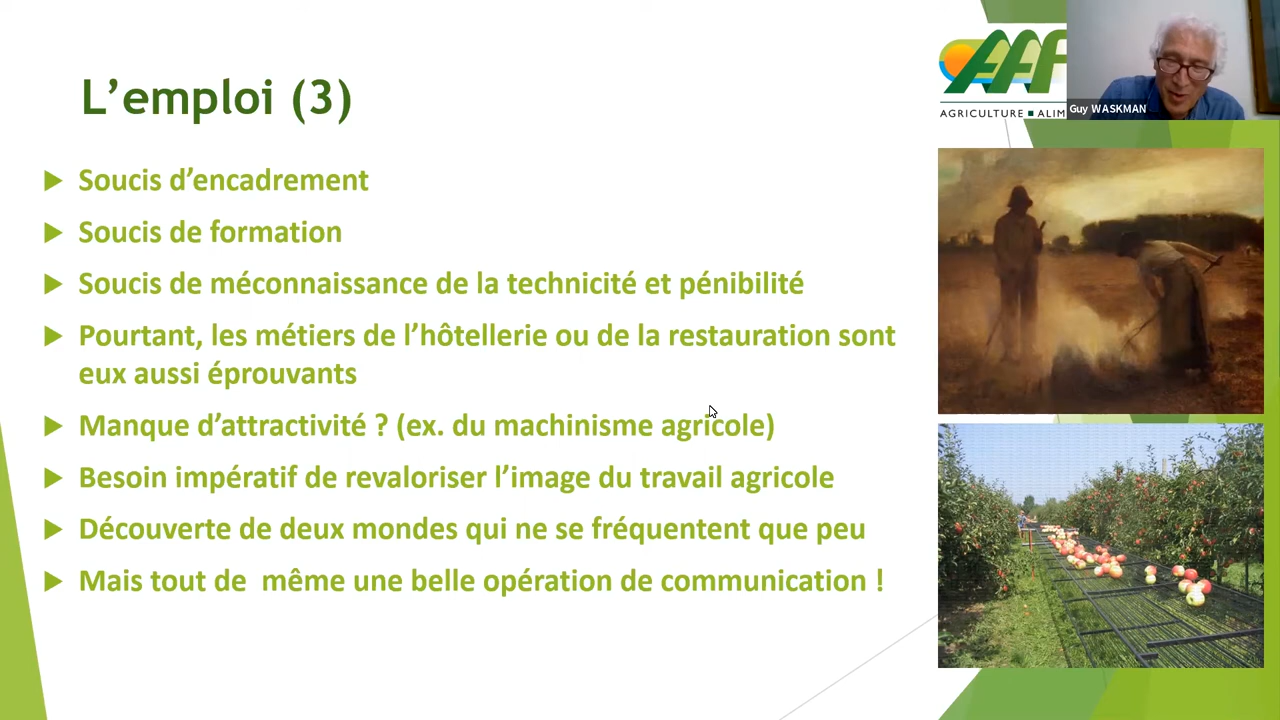 L'emploi (3)
Soucis d'encadrement
Soucis de formation
Soucis de méconnaissance de la technicité et pénibilité
Pourtant, les métiers de l'hôtellerie ou de la restauration sont
eux aussi éprouvants
Manque d'attractivité ? (ex. du machinisme agricole)
Besoin impératif de revaloriser l'image du travail agricole
Découverte de deux mondes qui ne se fréquentent que peu
Mais tout de  même une belle opération de communication !
AAF
AGRICULTURE ■ ALIM
Guy WASKMAN